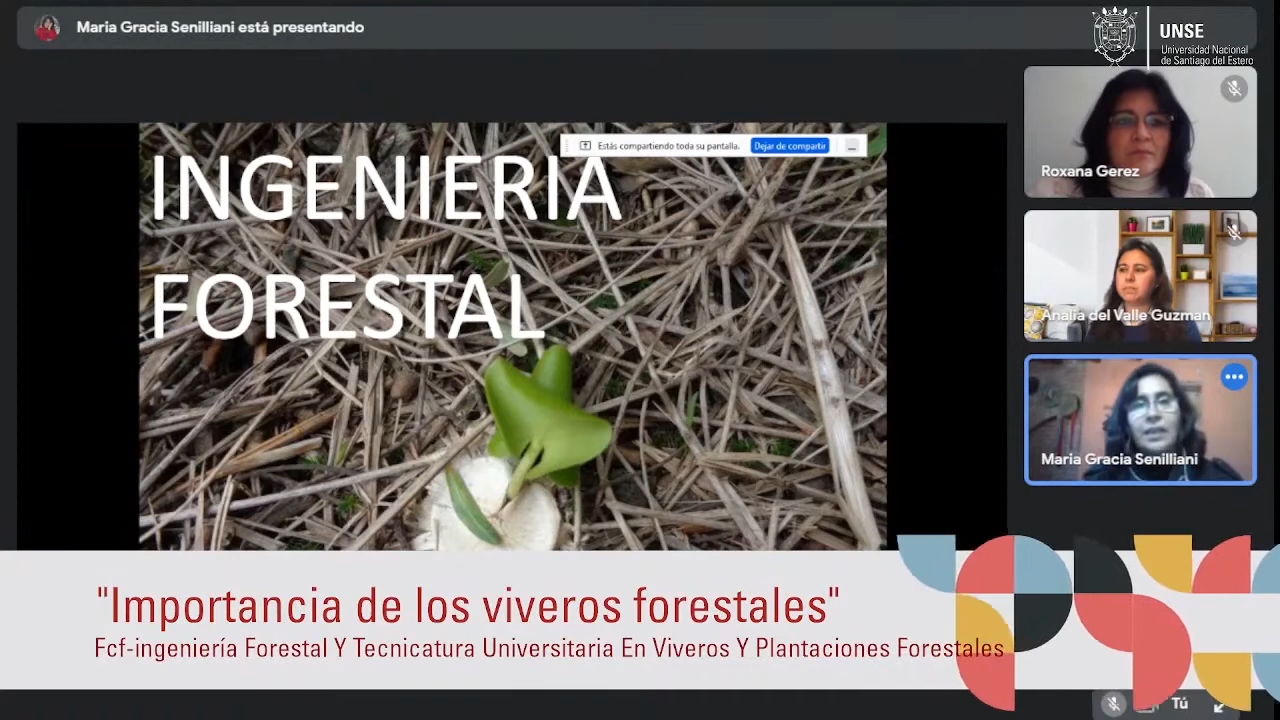 Maria Gracia Senilliani está presentando
UNSE
Universidad Nacional
de Santiago del Estero
Estás compartiendo toda su pantalla.
Dejar de compartir
...
INGENIERIA
FORESTAL
Roxana Gerez
Analia del Valle Guzman
Maria Gracia Senilliani
"Importancia de los viveros forestales"
Fcf-ingeniería Forestal Y Tecnicatura Universitaria En Viveros Y Plantaciones Forestales
Tú